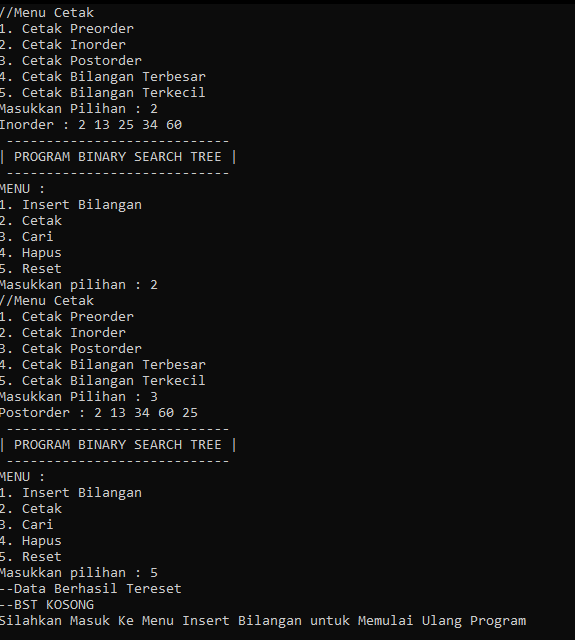 //Menu Cetak
1. Cetak Preorder
2. Cetak Inorder
3. Cetak Postorder
4. Cetak Bilangan Terbesar
5. Cetak Bilangan Terkecil
Masukkan Pilihan : 2
Inorder : 2 13 25 34 60
----------------------------
| PROGRAM BINARY SEARCH TREE |
----------------------------
MENU :
1. Insert Bilangan
2. Cetak
3. Cari
4. Hapus
5. Reset
Masukkan pilihan : 2
//Menu Cetak
1. Cetak Preorder
2. Cetak Inorder
3. Cetak Postorder
4. Cetak Bilangan Terbesar
5. Cetak Bilangan Terkecil
Masukkan Pilihan : 3
Postorder : 2 13 34 60 25
----------------------------
| PROGRAM BINARY SEARCH TREE |
----------------------------
MENU :
1. Insert Bilangan
2. Cetak
3. Cari
4. Hapus
5. Reset
Masukkan pilihan : 5
--Data Berhasil Tereset
--BST KOSONG
Silahkan Masuk Ke Menu Insert Bilangan untuk Memulai Ulang Program